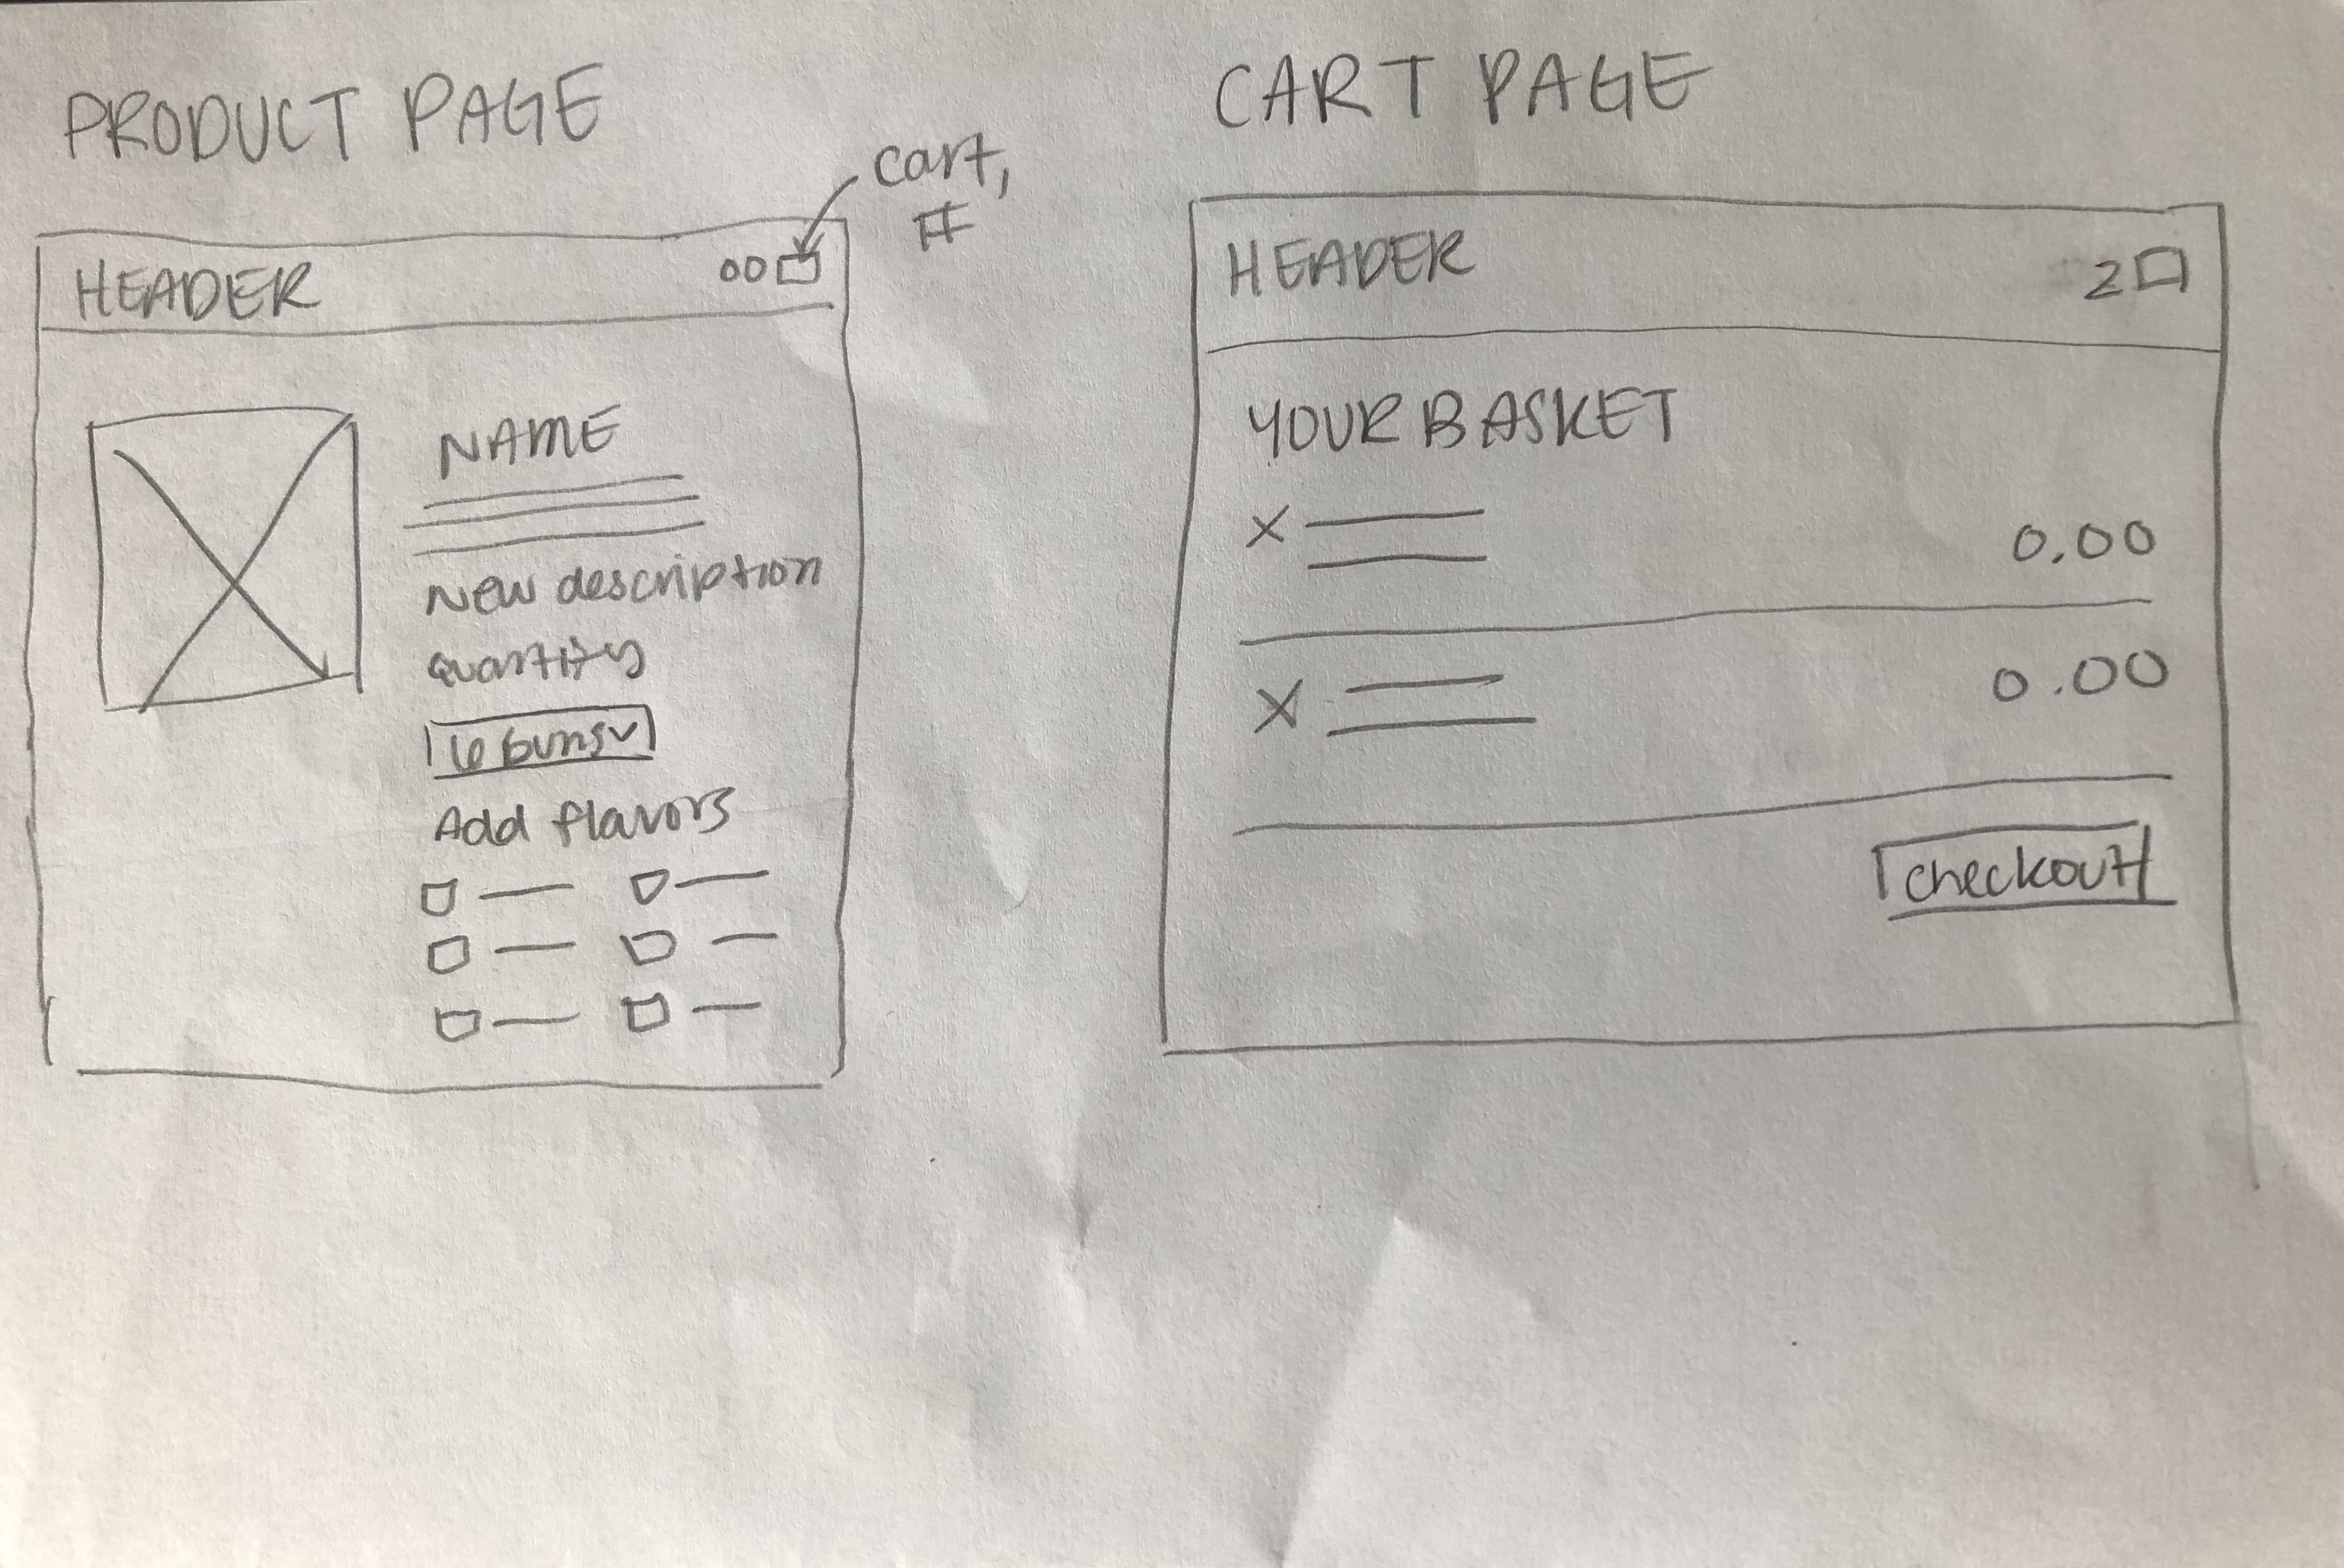 PRODUCT PAGE
cart,
#
HEADER
00
NAME
New description
quantity
6 buns
Add flavors
CART PAGE
HEADER
2
YOUR BASKET
X
0.00
X
0.00
checkout